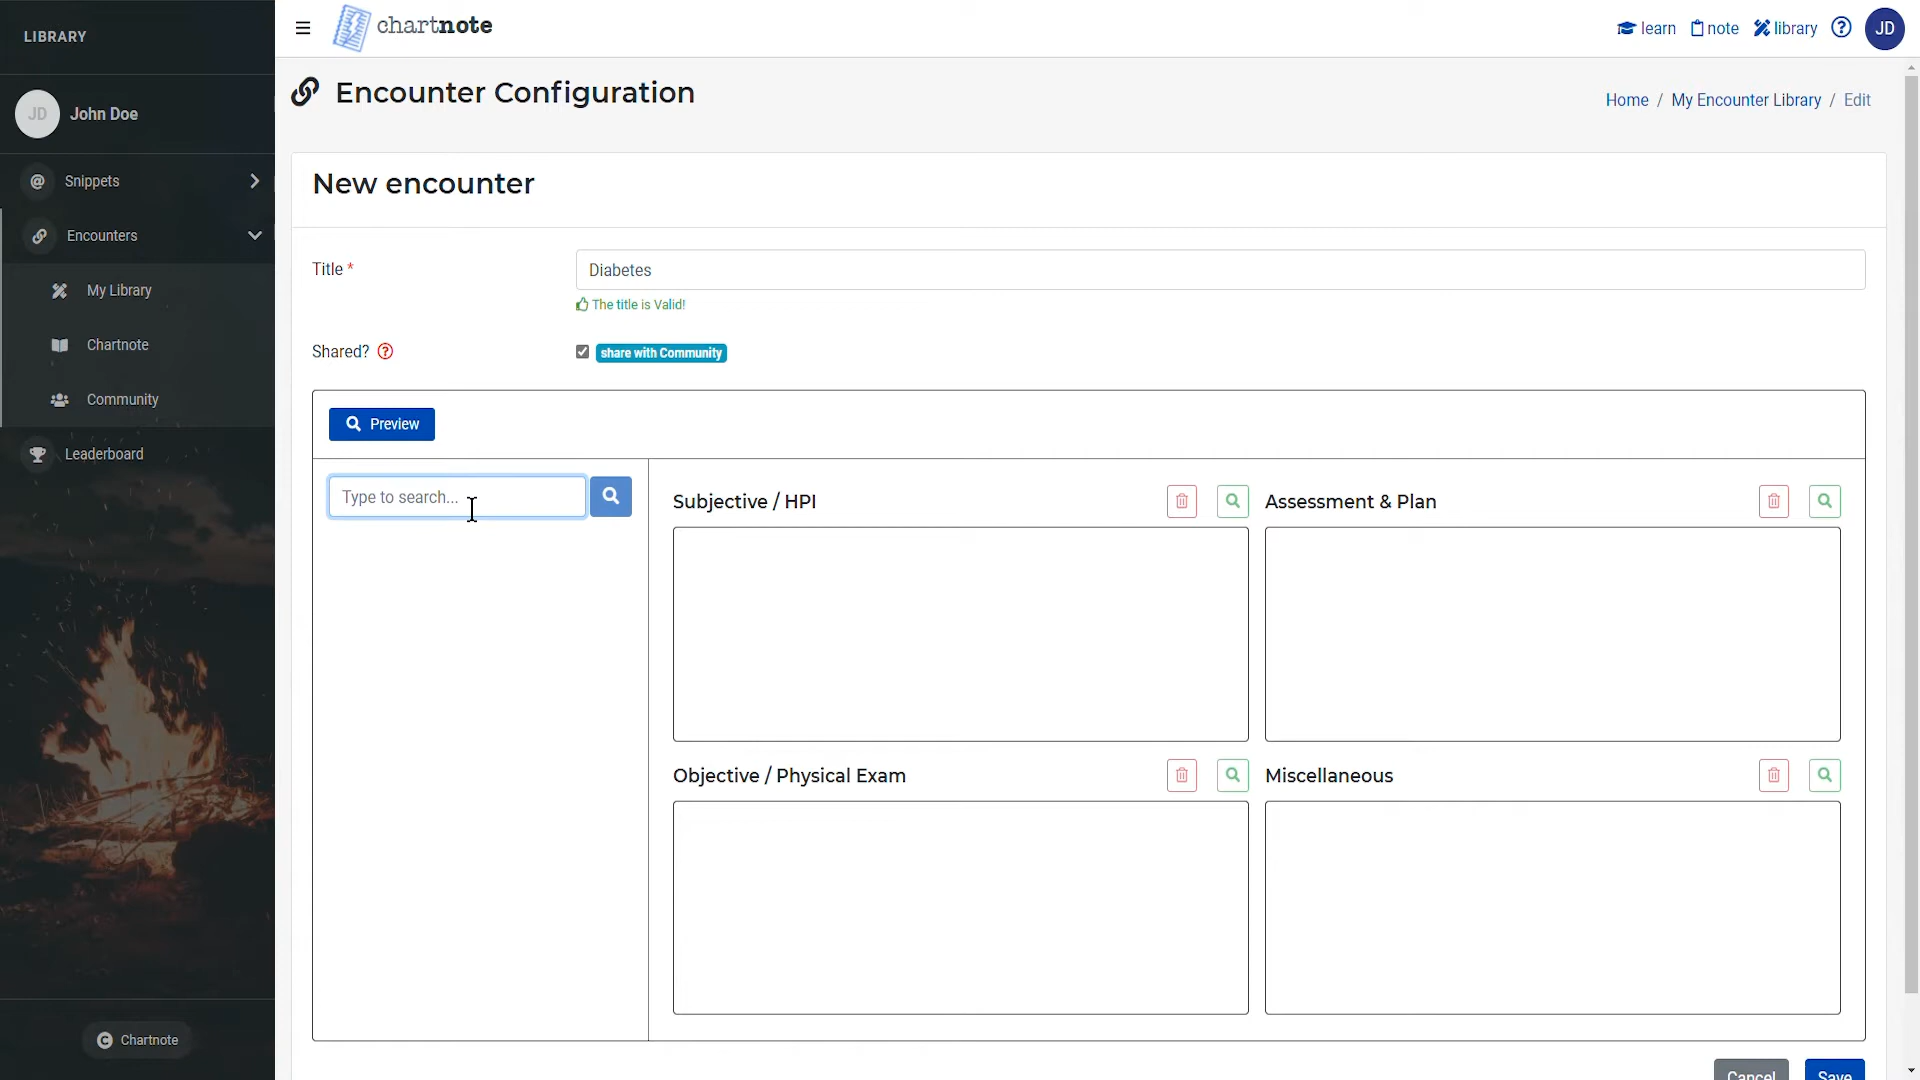 LIBRARY
chartnote
learn
note
library
JD
Encounter Configuration
Home / My Encounter Library / Edit
JD
John Doe
Snippets
Encounters
My Library
Chartnote
Community
Leaderboard
Chartnote
New encounter
Title *
Diabetes
The title is Valid!
Shared?
share with Community
Preview
Type to search...
Subjective / HPI
Assessment & Plan
Objective / Physical Exam
Miscellaneous
Cancel
Save